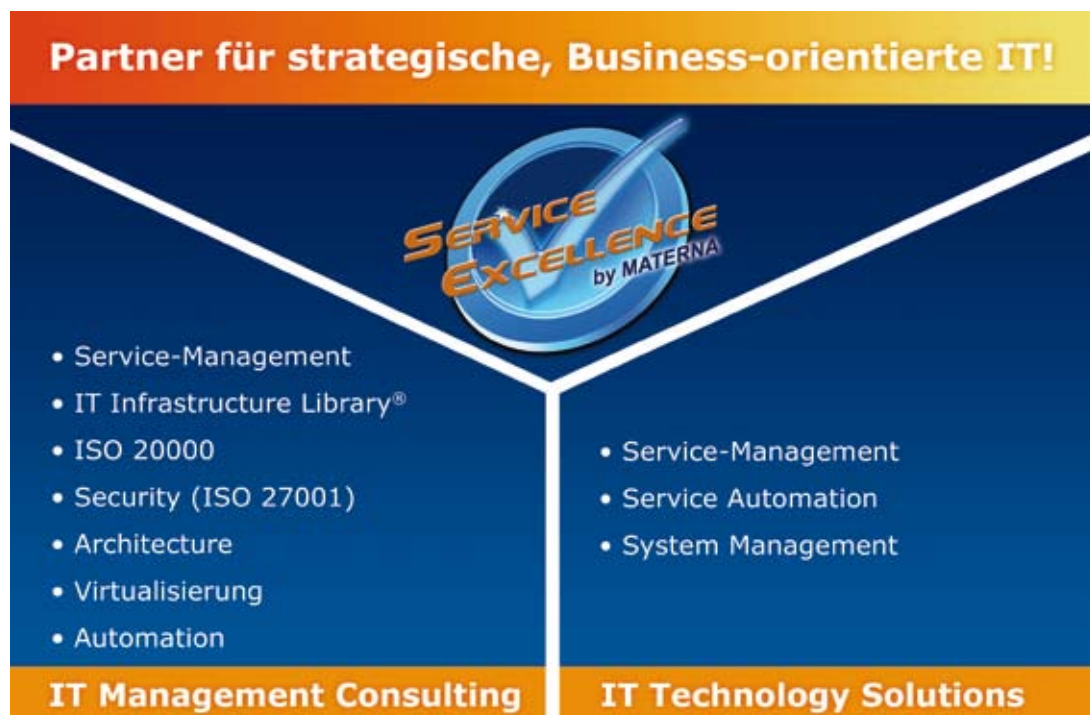 Partner für strategische, Business-orientierte IT!
SERVICE
EXCELLENCE
by MATERNA
• Service-Management
• IT Infrastructure Library®
• ISO 20000
• Security (ISO 27001)
• Architecture
• Virtualisierung
• Automation
IT Management Consulting
• Service-Management
• Service Automation
• System Management
IT Technology Solutions